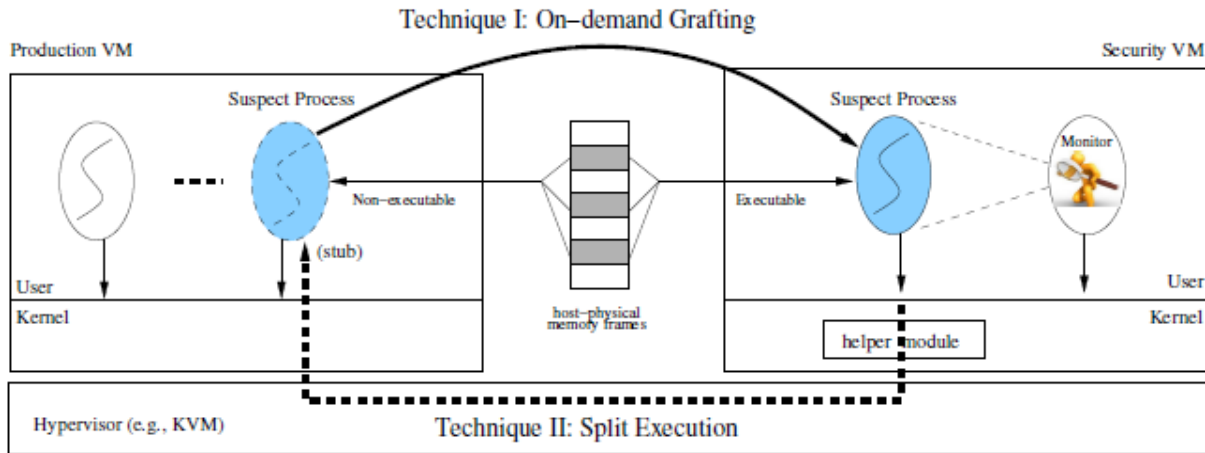 Technique I: On−demand Grafting
Production VM
Security VM
Suspect Process
Suspect Process
Monitor
Non−executable
Executable
(stub)
User
User
Kernel
Kernel
host−physical
memory frames
helper module
Hypervisor (e.g., KVM)
Technique II: Split Execution